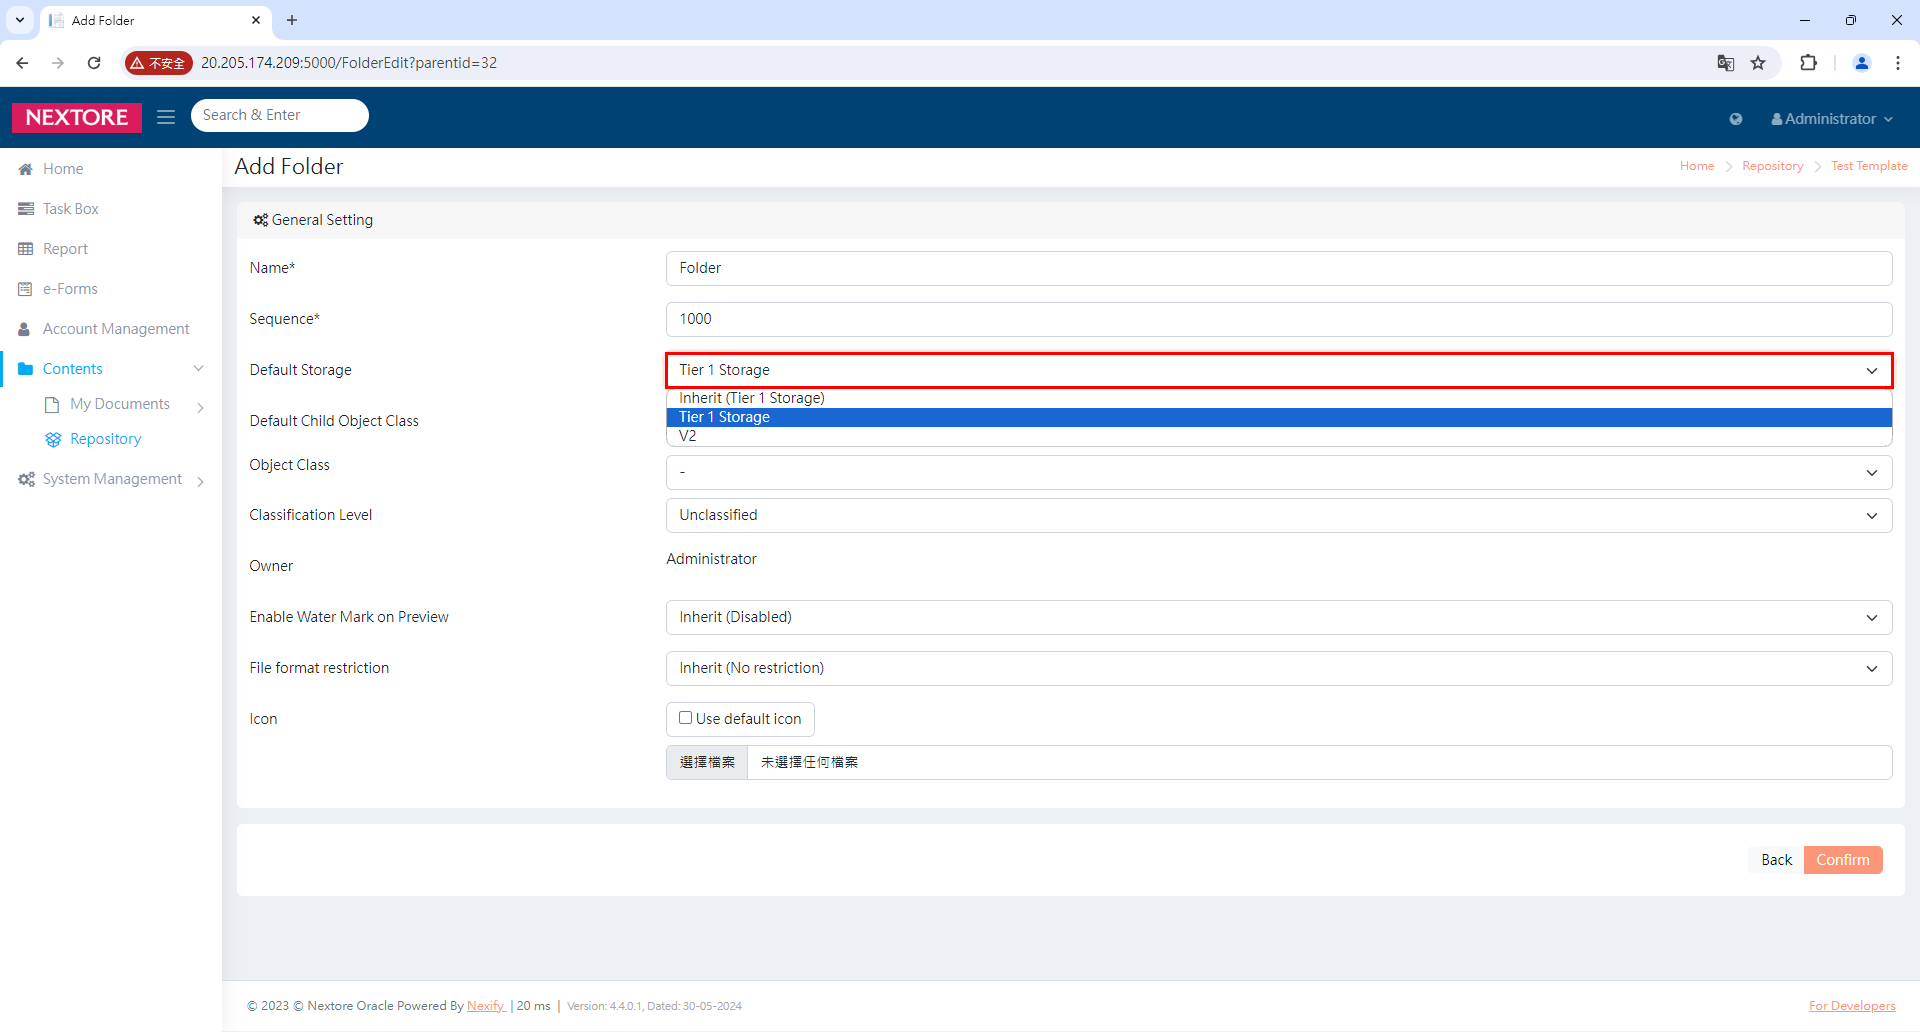 Add Folder
不安全
20.205.174.209:5000/FolderEdit?parentid=32
NEXTORE
Search & Enter
Administrator
Home
Task Box
Report
e-Forms
Account Management
Contents
My Documents
Repository
System Management
Add Folder
Home
Repository
Test Template
General Setting
Name*
Folder
Sequence*
1000
Default Storage
Tier 1 Storage
Inherit (Tier 1 Storage)
Tier 1 Storage
V2
Default Child Object Class
Object Class
-
Classification Level
Unclassified
Owner
Administrator
Enable Water Mark on Preview
Inherit (Disabled)
File format restriction
Inherit (No restriction)
Icon
Use default icon
選擇檔案
未選擇任何檔案
Back
Confirm
© 2023 © Nextore Oracle Powered By Nexify | 20 ms | Version: 4.4.0.1, Dated: 30-05-2024
For Developers